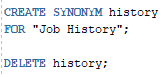 CREATE SYNONYM history
FOR "Job History";
DELETE history;